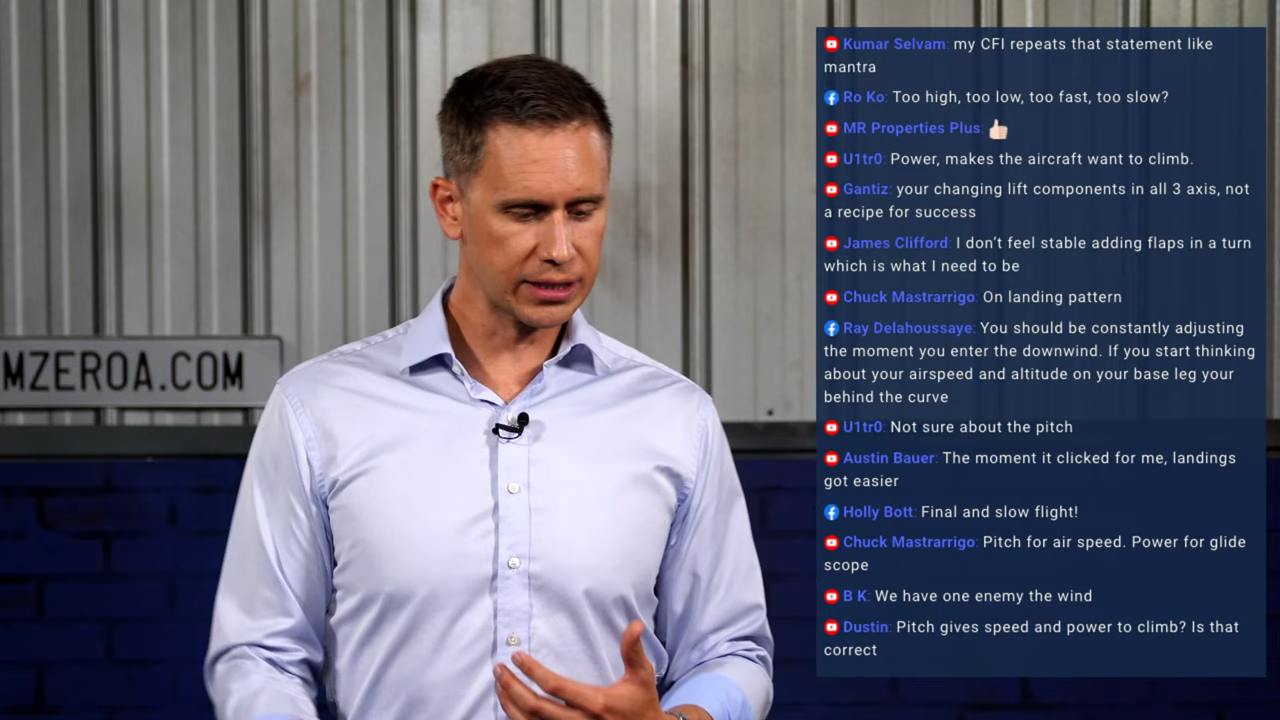 MZEROA.COM
Kumar Selvam: my CFI repeats that statement like
mantra
Ro Ko: Too high, too low, too fast, too slow?
MR Properties Plus: 👍🏻
U1tr0: Power, makes the aircraft want to climb.
Gantiz: your changing lift components in all 3 axis, not
a recipe for success
James Clifford: I don't feel stable adding flaps in a turn
which is what I need to be
Chuck Mastrarrigo: On landing pattern
Ray Delahoussaye: You should be constantly adjusting
the moment you enter the downwind. If you start thinking
about your airspeed and altitude on your base leg your
behind the curve
U1tr0: Not sure about the pitch
Austin Bauer: The moment it clicked for me, landings
got easier
Holly Bott: Final and slow flight!
Chuck Mastrarrigo: Pitch for air speed. Power for glide
scope
B K: We have one enemy the wind
Dustin: Pitch gives speed and power to climb? Is that
correct